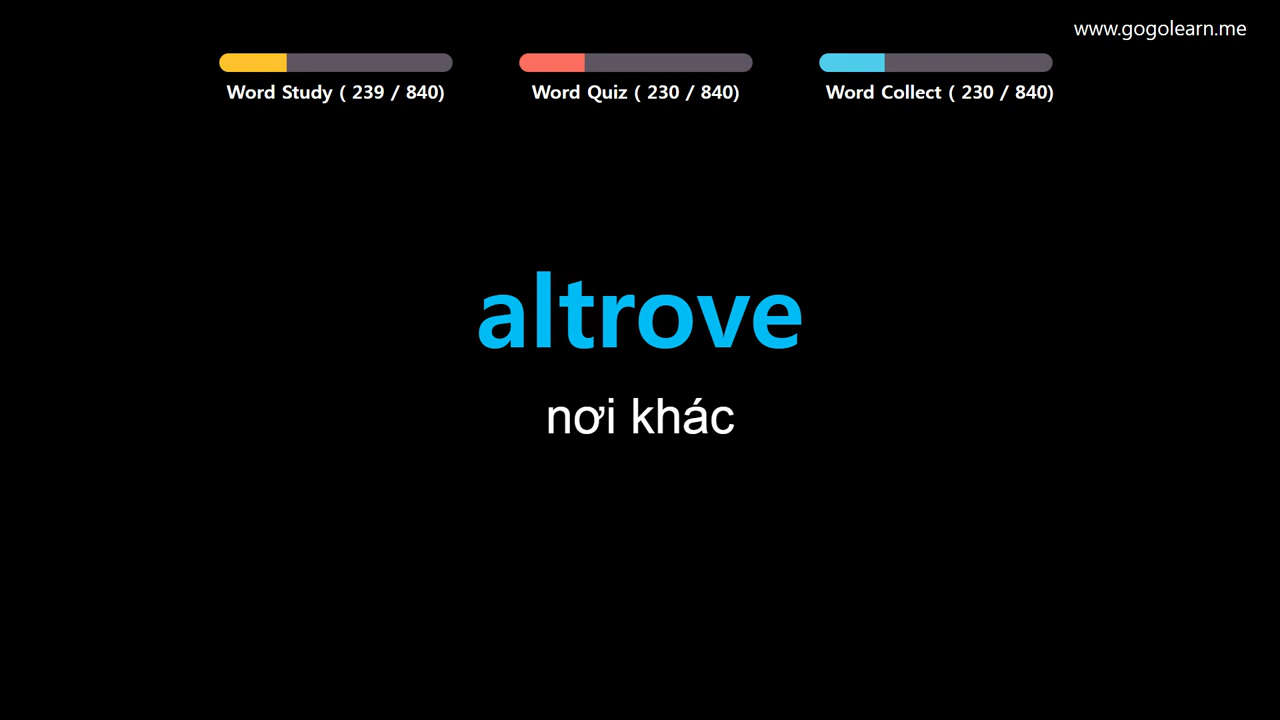 www.gogolearn.me
Word Study ( 239 / 840)
Word Quiz ( 230 / 840)
Word Collect ( 230 / 840)
altrove
nơi khác